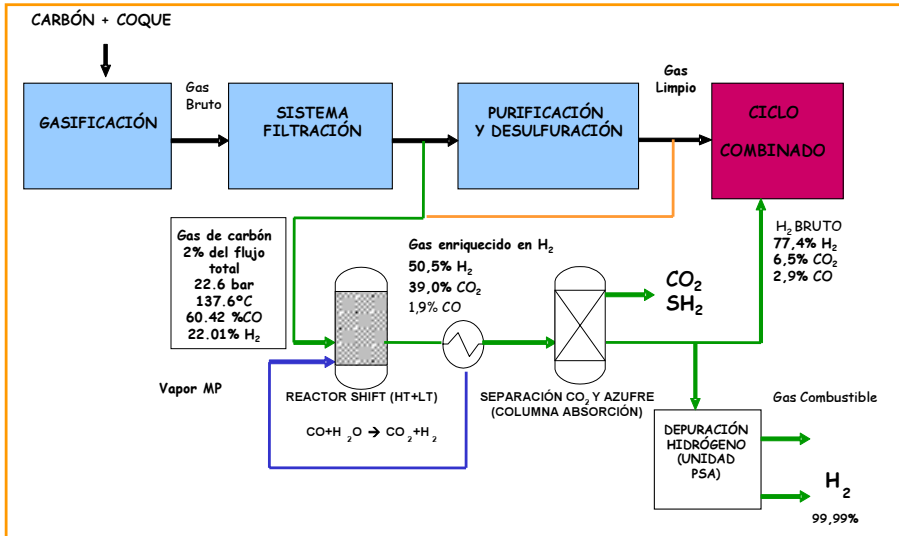 CARBÓN + COQUE
GASIFICACIÓN
Gas
Bruto
SISTEMA
FILTRACIÓN
PURIFICACIÓN
Y DESULFURACIÓN
Gas
Limpio
CICLO
COMBINADO
Gas de carbón
2% del flujo
total
22.6 bar
137.6ºC
60.42 %CO
22.01% H2
Gas enriquecido en H2
50,5% H2
39,0% CO2
1,9% CO
CO2
SH2
H2 BRUTO
77,4% H2
6,5% CO2
2,9% CO
Vapor MP
REACTOR SHIFT (HT+LT)
CO+H2O → CO2+H2
SEPARACIÓN CO2 Y AZUFRE
(COLUMNA ABSORCIÓN)
DEPURACIÓN
HIDRÓGENO
(UNIDAD
PSA)
Gas Combustible
H2
99,99%